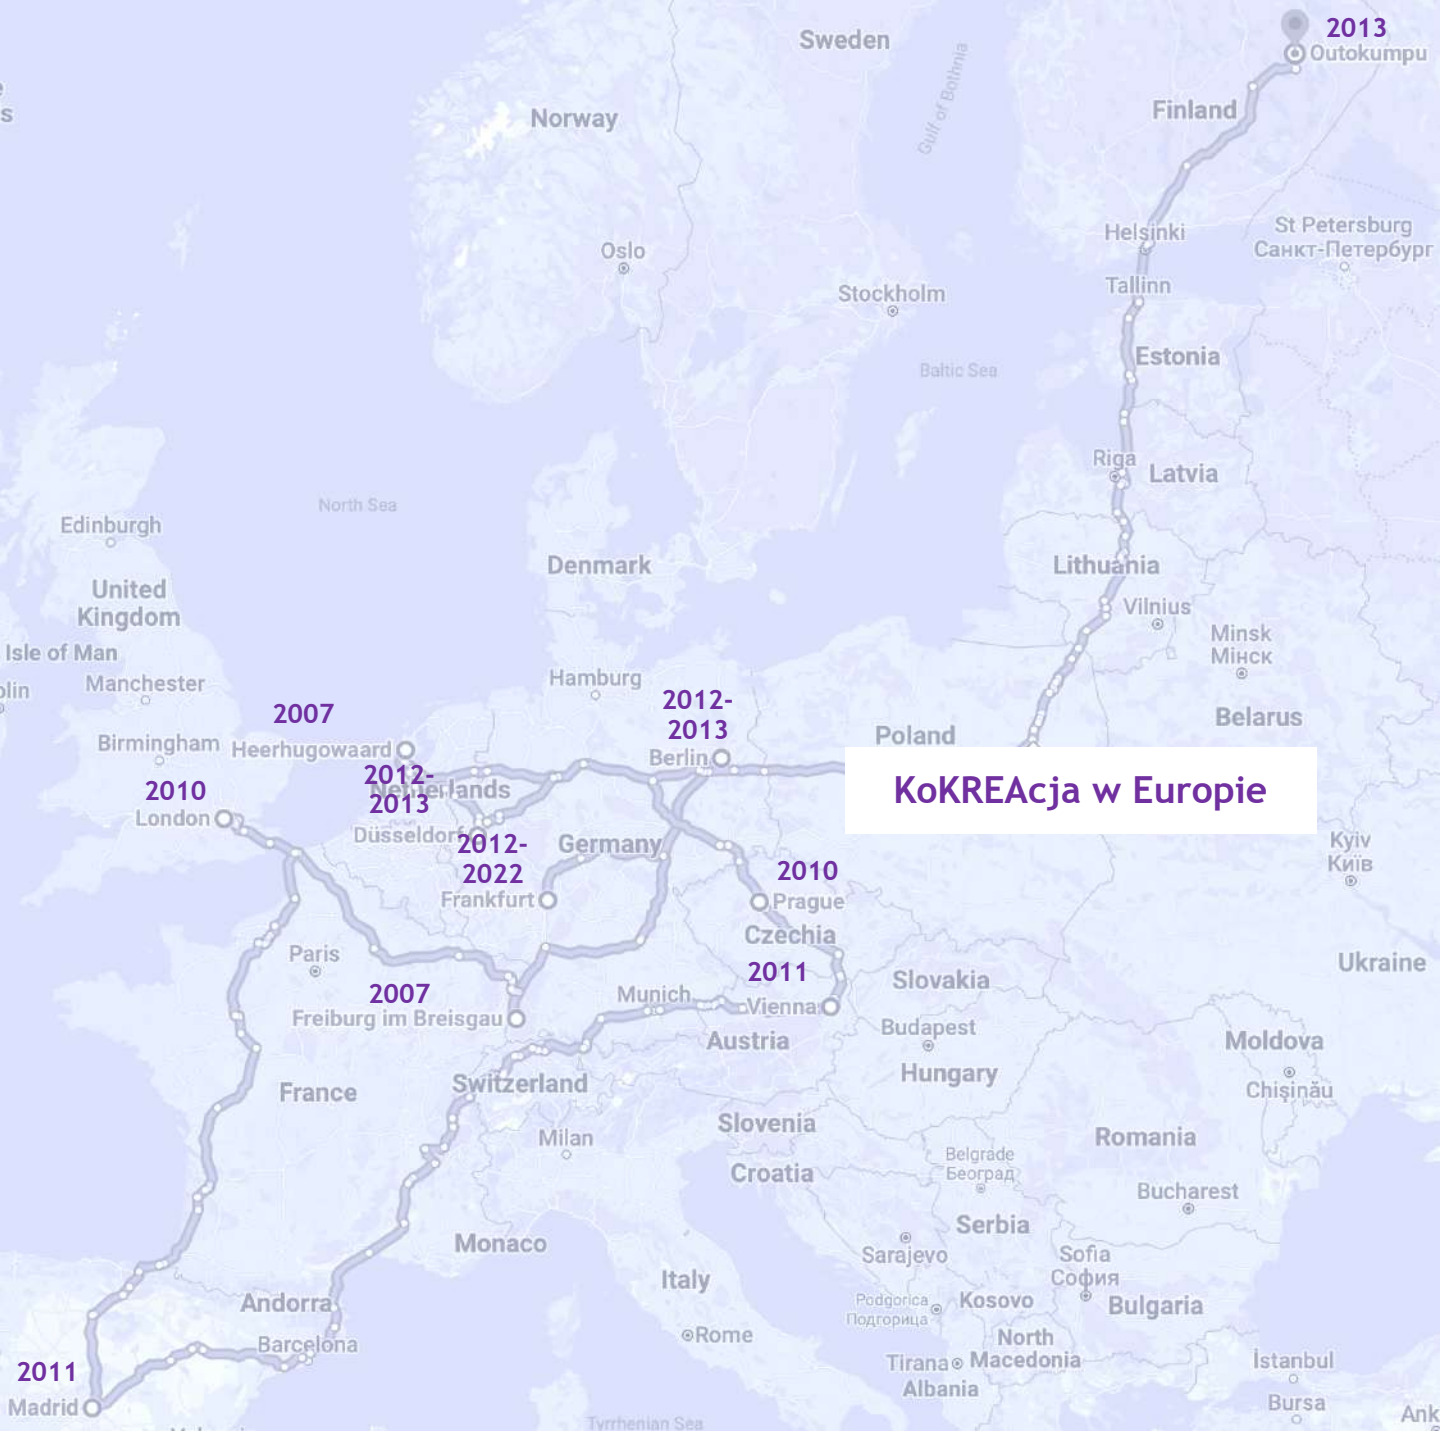 Sweden
2013
Outokumpu
Norway
Gulf of Bothnia
Finland
Helsinki
St Petersburg
Санкт-Петербург
Oslo
Tallinn
Stockholm
Estonia
Baltic Sea
Riga
Latvia
North Sea
Edinburgh
Denmark
Lithuania
United
Kingdom
Vilnius
Minsk
Мінск
Isle of Man
Manchester
Hamburg
2012-
2013
2007
Belarus
Birmingham
Heerhugowaard
Berlin
Poland
2012-
2013
Netherlands
KoKREAcja w Europie
2010
London
Düsseldorf
2012-
2022
Germany
Kyiv
Київ
Frankfurt
2010
Prague
Czechia
Paris
2011
Slovakia
Ukraine
2007
Freiburg im Breisgau
Munich
Vienna
Austria
Budapest
Hungary
Moldova
Chișinău
France
Switzerland
Slovenia
Milan
Croatia
Romania
Belgrade
Београд
Bucharest
Monaco
Serbia
Sarajevo
Sofia
София
Italy
Andorra
Podgorica
Подгорица
Kosovo
Bulgaria
Barcelona
Rome
North
Macedonia
Tirana
Albania
İstanbul
2011
Madrid
Bursa
Tyrrhenian Sea
Ank